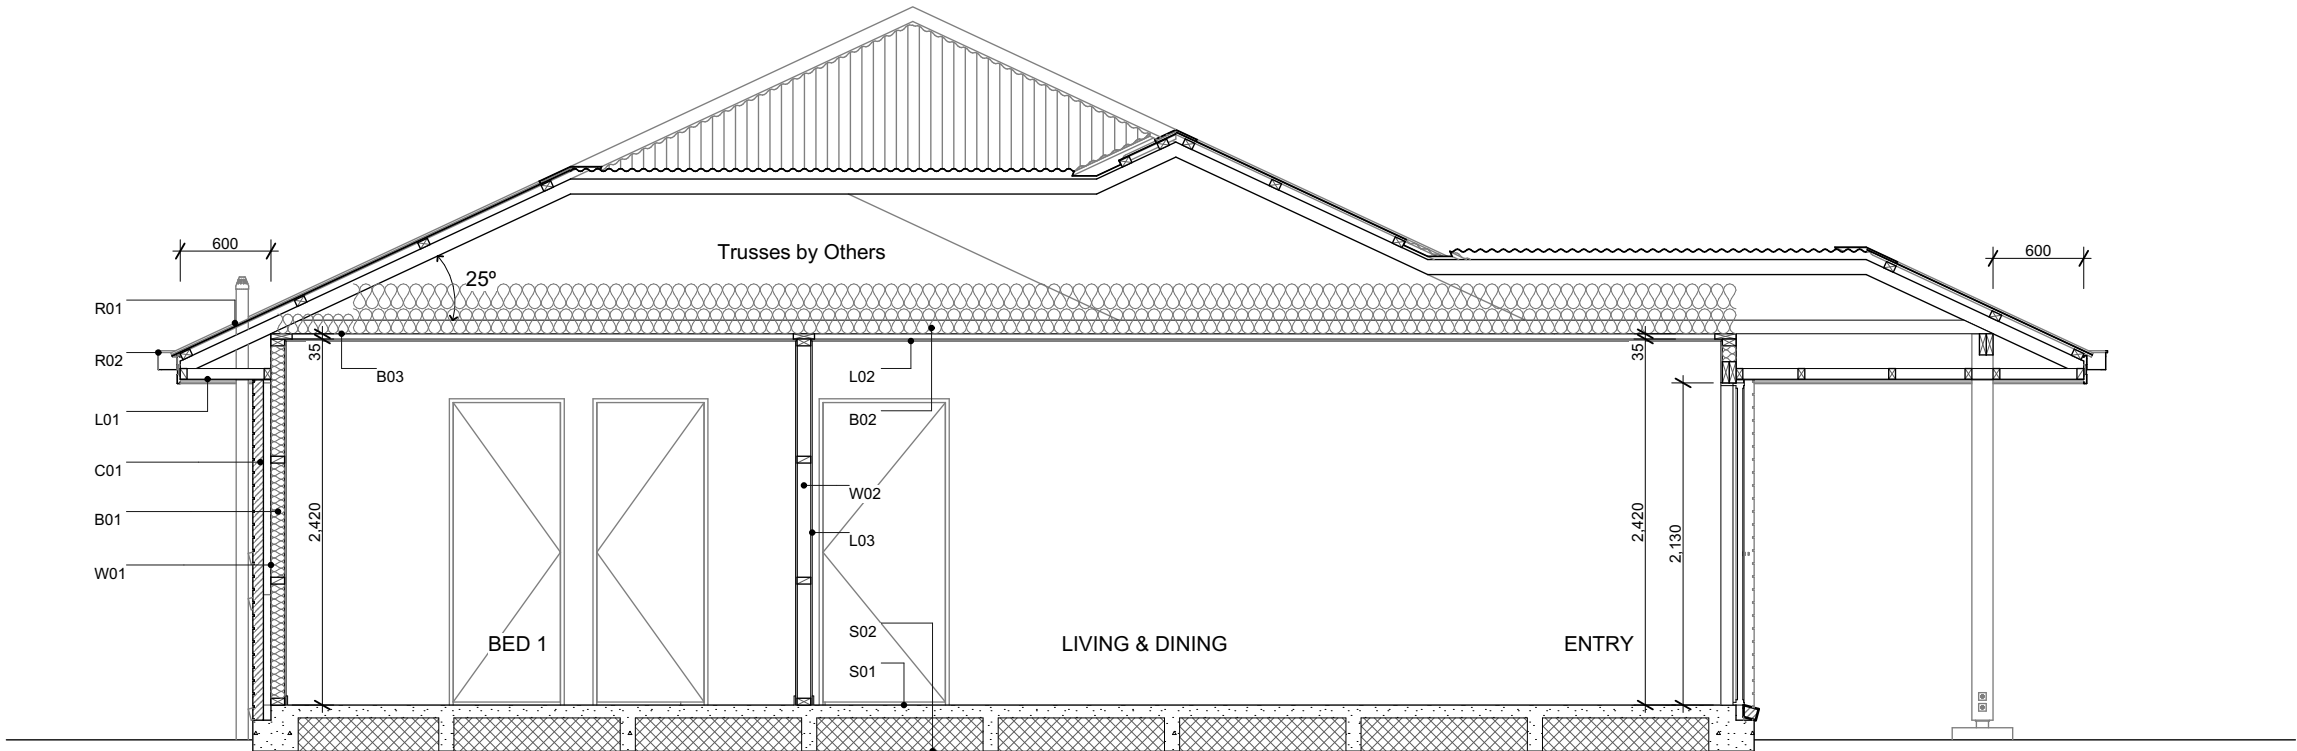 Trusses by Others
600
600
25º
R01
R02
L01
C01
B01
W01
35
35
B03
L02
B02
W02
L03
2,420
2,420
2,130
S02
S01
BED 1
LIVING & DINING
ENTRY